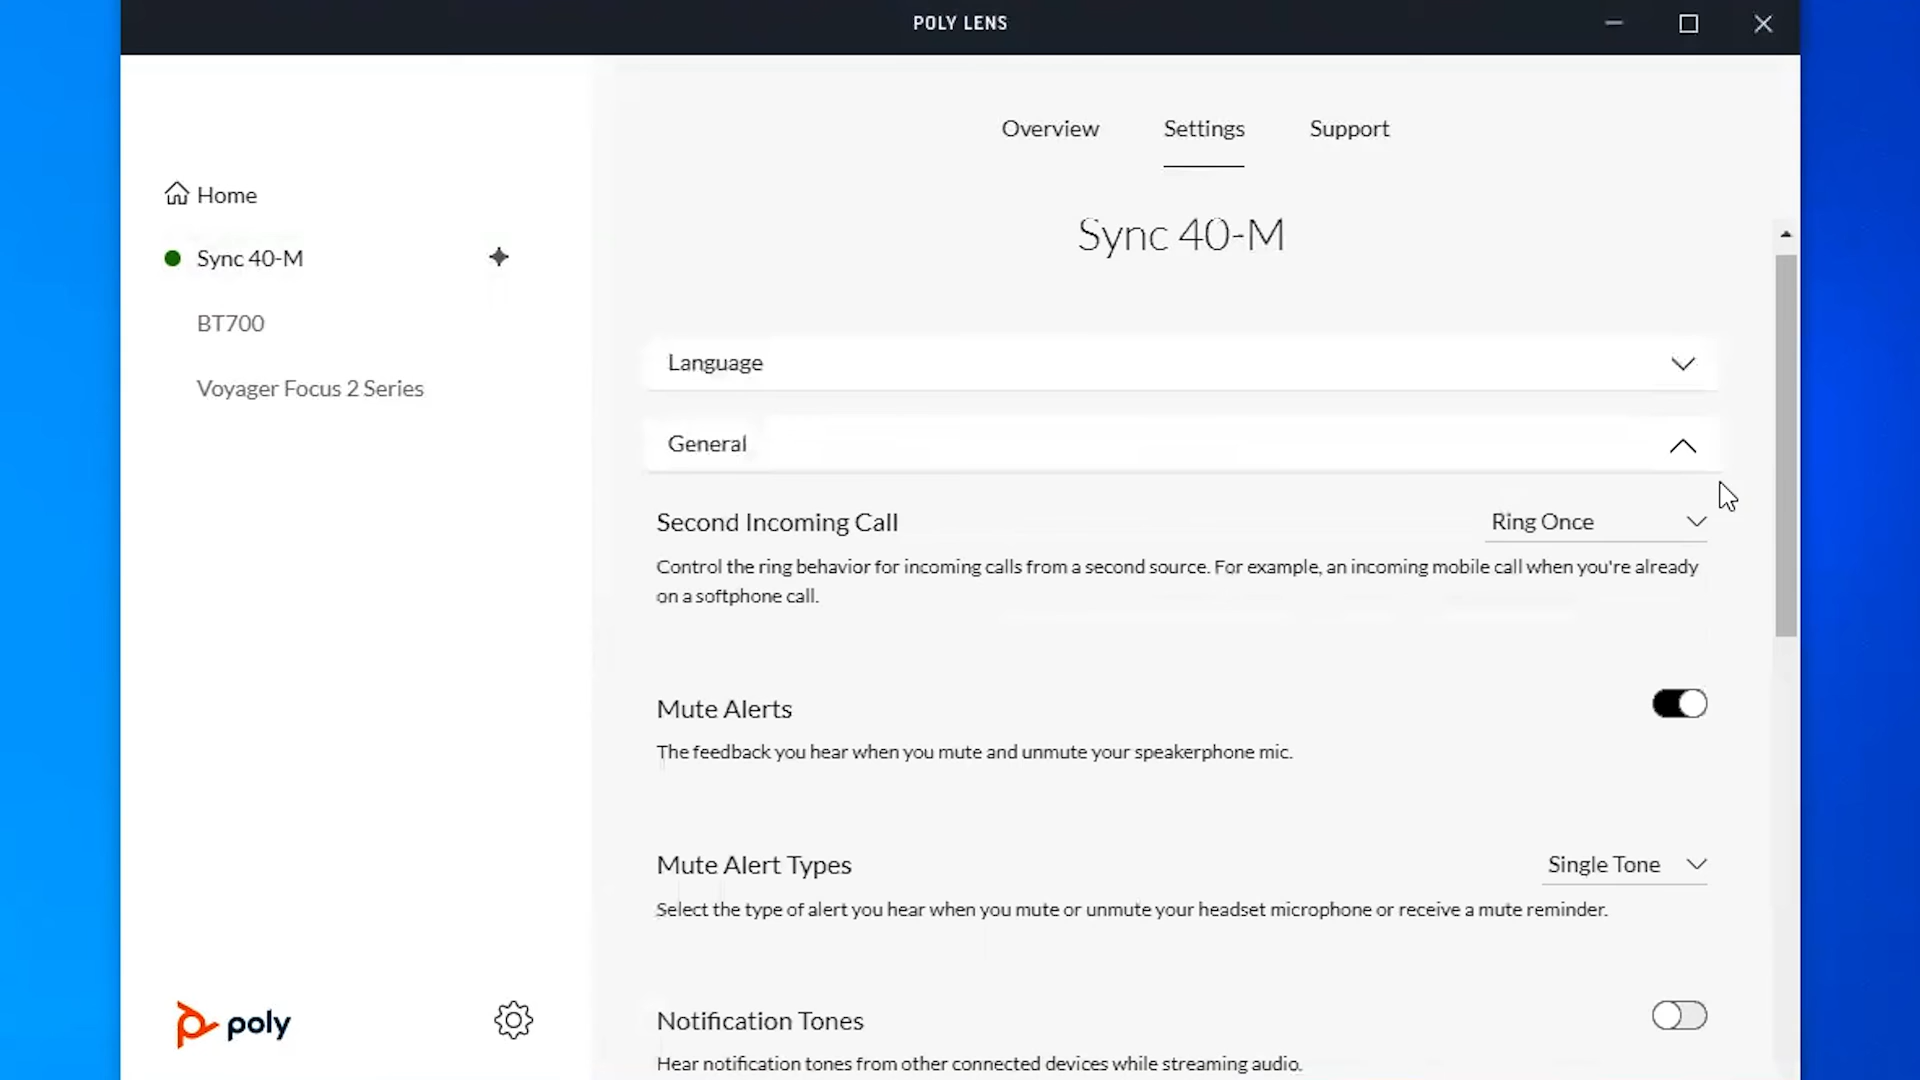 POLY LENS
Overview
Settings
Support
Home
Sync 40-M
BT700
Voyager Focus 2 Series
Sync 40-M
Language
General
Second Incoming Call
Ring Once
Control the ring behavior for incoming calls from a second source. For example, an incoming mobile call when you're already
on a softphone call.
Mute Alerts
The feedback you hear when you mute and unmute your speakerphone mic.
Mute Alert Types
Single Tone
Select the type of alert you hear when you mute or unmute your headset microphone or receive a mute reminder.
Notification Tones
Hear notification tones from other connected devices while streaming audio.
poly